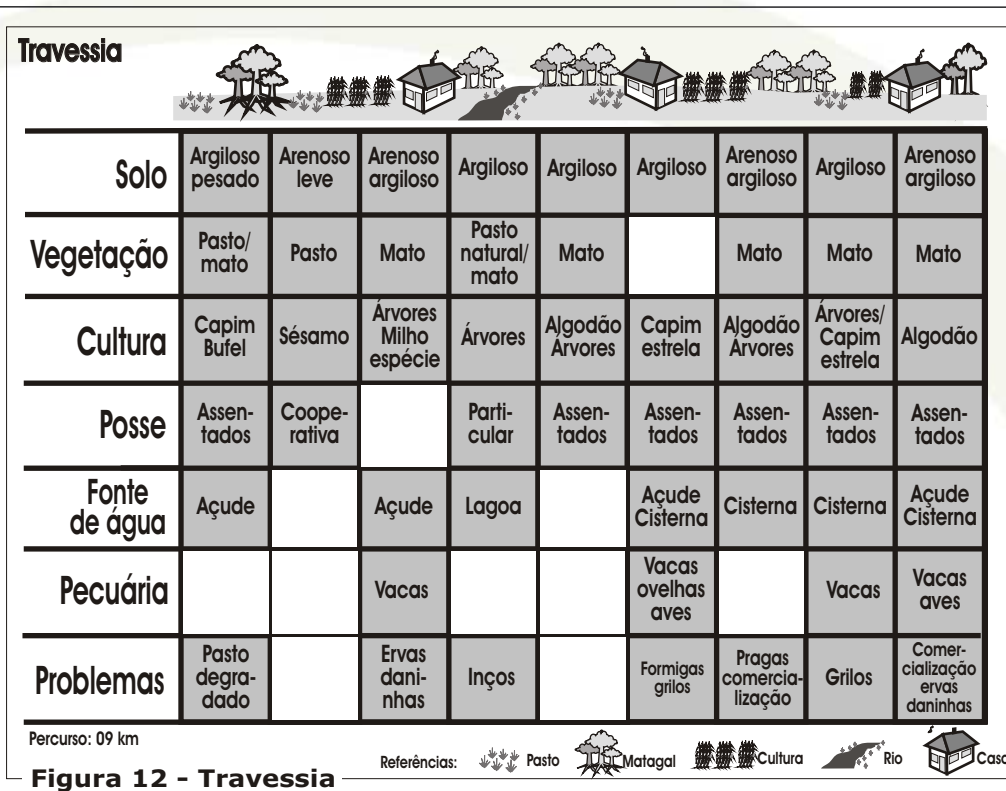 Travessia
Solo
Argiloso
pesado
Arenoso
leve
Arenoso
argiloso
Argiloso
Argiloso
Argiloso
Arenoso
argiloso
Argiloso
Arenoso
argiloso
Vegetação
Pasto/
mato
Pasto
Mato
Pasto
natural/
mato
Mato
Mato
Mato
Mato
Cultura
Capim
Bufel
Sésamo
Árvores
Milho
espécie
Árvores
Algodão
Árvores
Capim
estrela
Algodão
Árvores
Árvores/
Capim
estrela
Algodão
Posse
Assen-
tados
Coope-
rativa
Parti-
cular
Assen-
tados
Assen-
tados
Assen-
tados
Assen-
tados
Assen-
tados
Fonte
de água
Açude
Açude
Lagoa
Açude
Cisterna
Cisterna
Cisterna
Açude
Cisterna
Pecuária
Vacas
Vacas
ovelhas
aves
Vacas
Vacas
aves
Problemas
Pasto
degra-
dado
Ervas
dani-
nhas
Inços
Formigas
grilos
Pragas
comercia-
lização
Grilos
Comer-
cialização
ervas
daninhas
Percurso: 09 km
Referências: Pasto Matagal Cultura Rio Casa
Figura 12 - Travessia